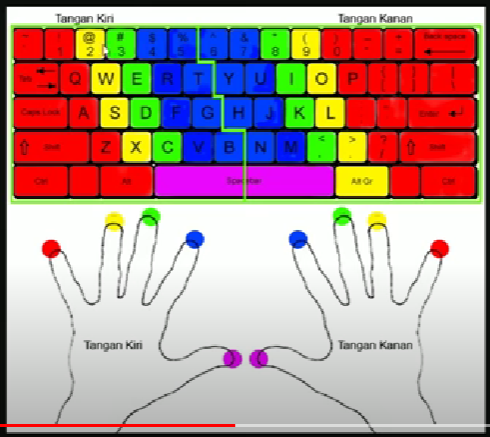 Tangan Kiri Tangan Kanan
~ ! @ # $ % ^ & * ( ) _ + Back space
1 2 3 4 5 6 7 8 9 0 - =
Tab Q W E R T Y U I O P
Caps Lock A S D F G H J K L Enter
Shift Z X C V B N M < > ? Shift
, . /
Ctrl Alt Spacebar Alt Gr Ctrl
Tangan Kiri Tangan Kanan